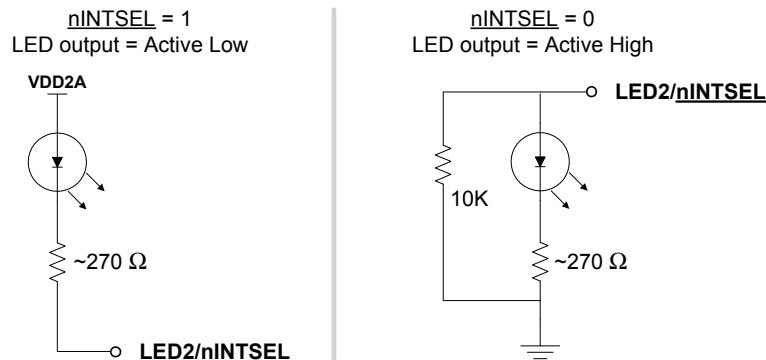 nINTSEL = 1
LED output = Active Low
VDD2A
~270 Ω
LED2/nINTSEL
nINTSEL = 0
LED output = Active High
LED2/nINTSEL
10K
~270 Ω